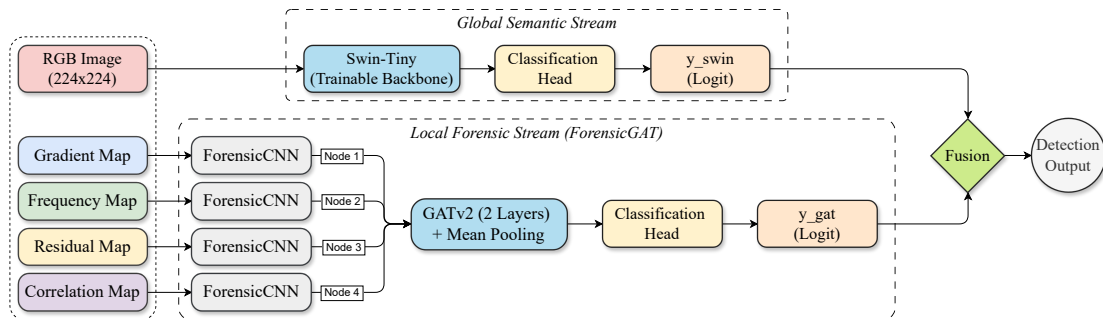 Global Semantic Stream
RGB Image
(224x224)
Swin-Tiny
(Trainable Backbone)
Classification
Head
y_swin
(Logit)
Local Forensic Stream (ForensicGAT)
Gradient Map
ForensicCNN
Node 1
Frequency Map
ForensicCNN
Node 2
Residual Map
ForensicCNN
Node 3
Correlation Map
ForensicCNN
Node 4
GATv2 (2 Layers)
+ Mean Pooling
Classification
Head
y_gat
(Logit)
Fusion
Detection
Output